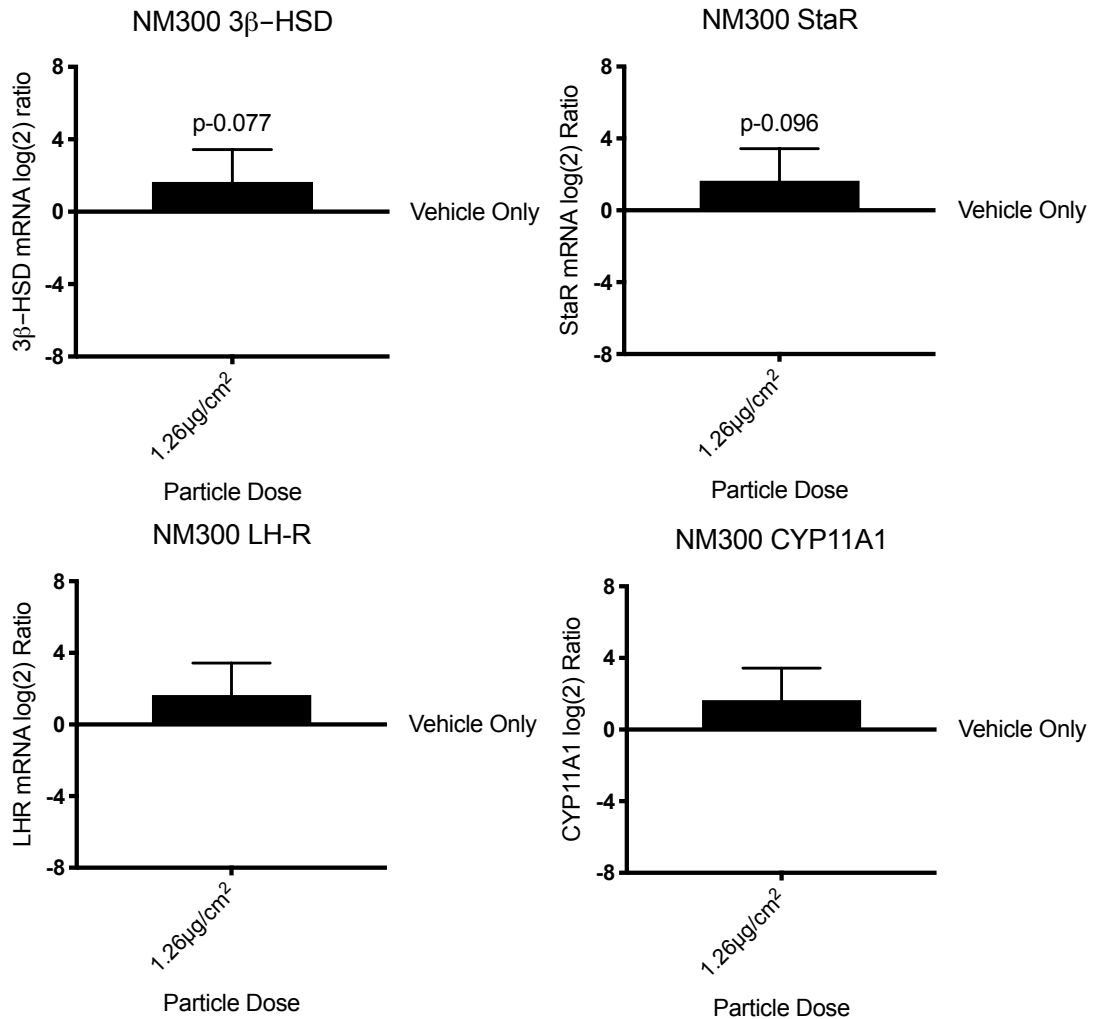 NM300 3β−HSD
3β−HSD mRNA log(2) ratio
8
4
0
-4
-8
p-0.077
Vehicle Only
1.26µg/cm²
Particle Dose
NM300 StaR
StaR mRNA log(2) Ratio
8
4
0
-4
-8
p-0.096
Vehicle Only
1.26µg/cm²
Particle Dose
NM300 LH-R
LHR mRNA log(2) Ratio
8
4
0
-4
-8
Vehicle Only
1.26µg/cm²
Particle Dose
NM300 CYP11A1
CYP11A1 log(2) Ratio
8
4
0
-4
-8
Vehicle Only
1.26µg/cm²
Particle Dose